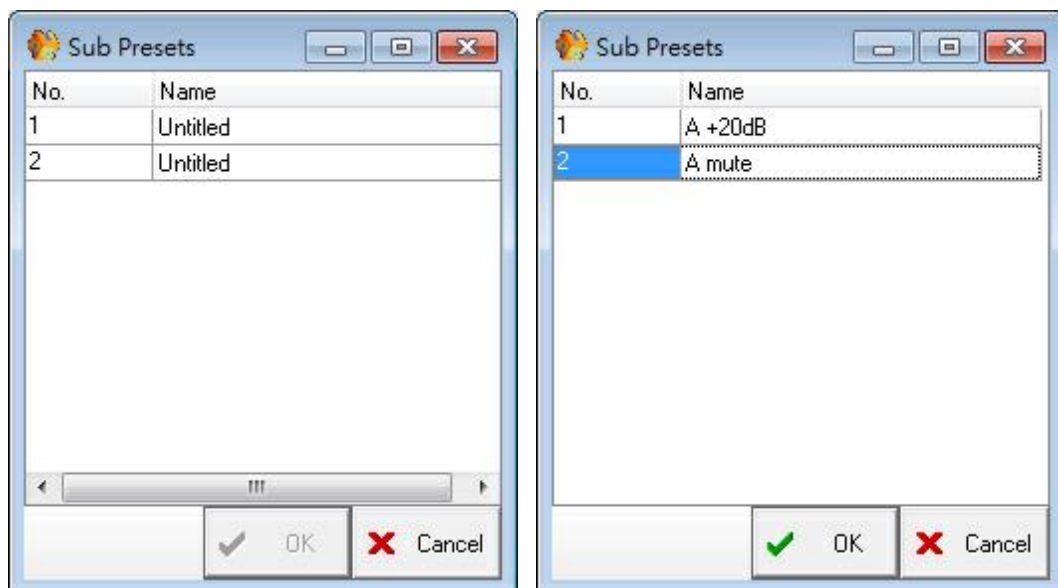 Sub Presets
No. Name
1 Untitled
2 Untitled
OK Cancel
Sub Presets
No. Name
1 A +20dB
2 A mute
OK Cancel